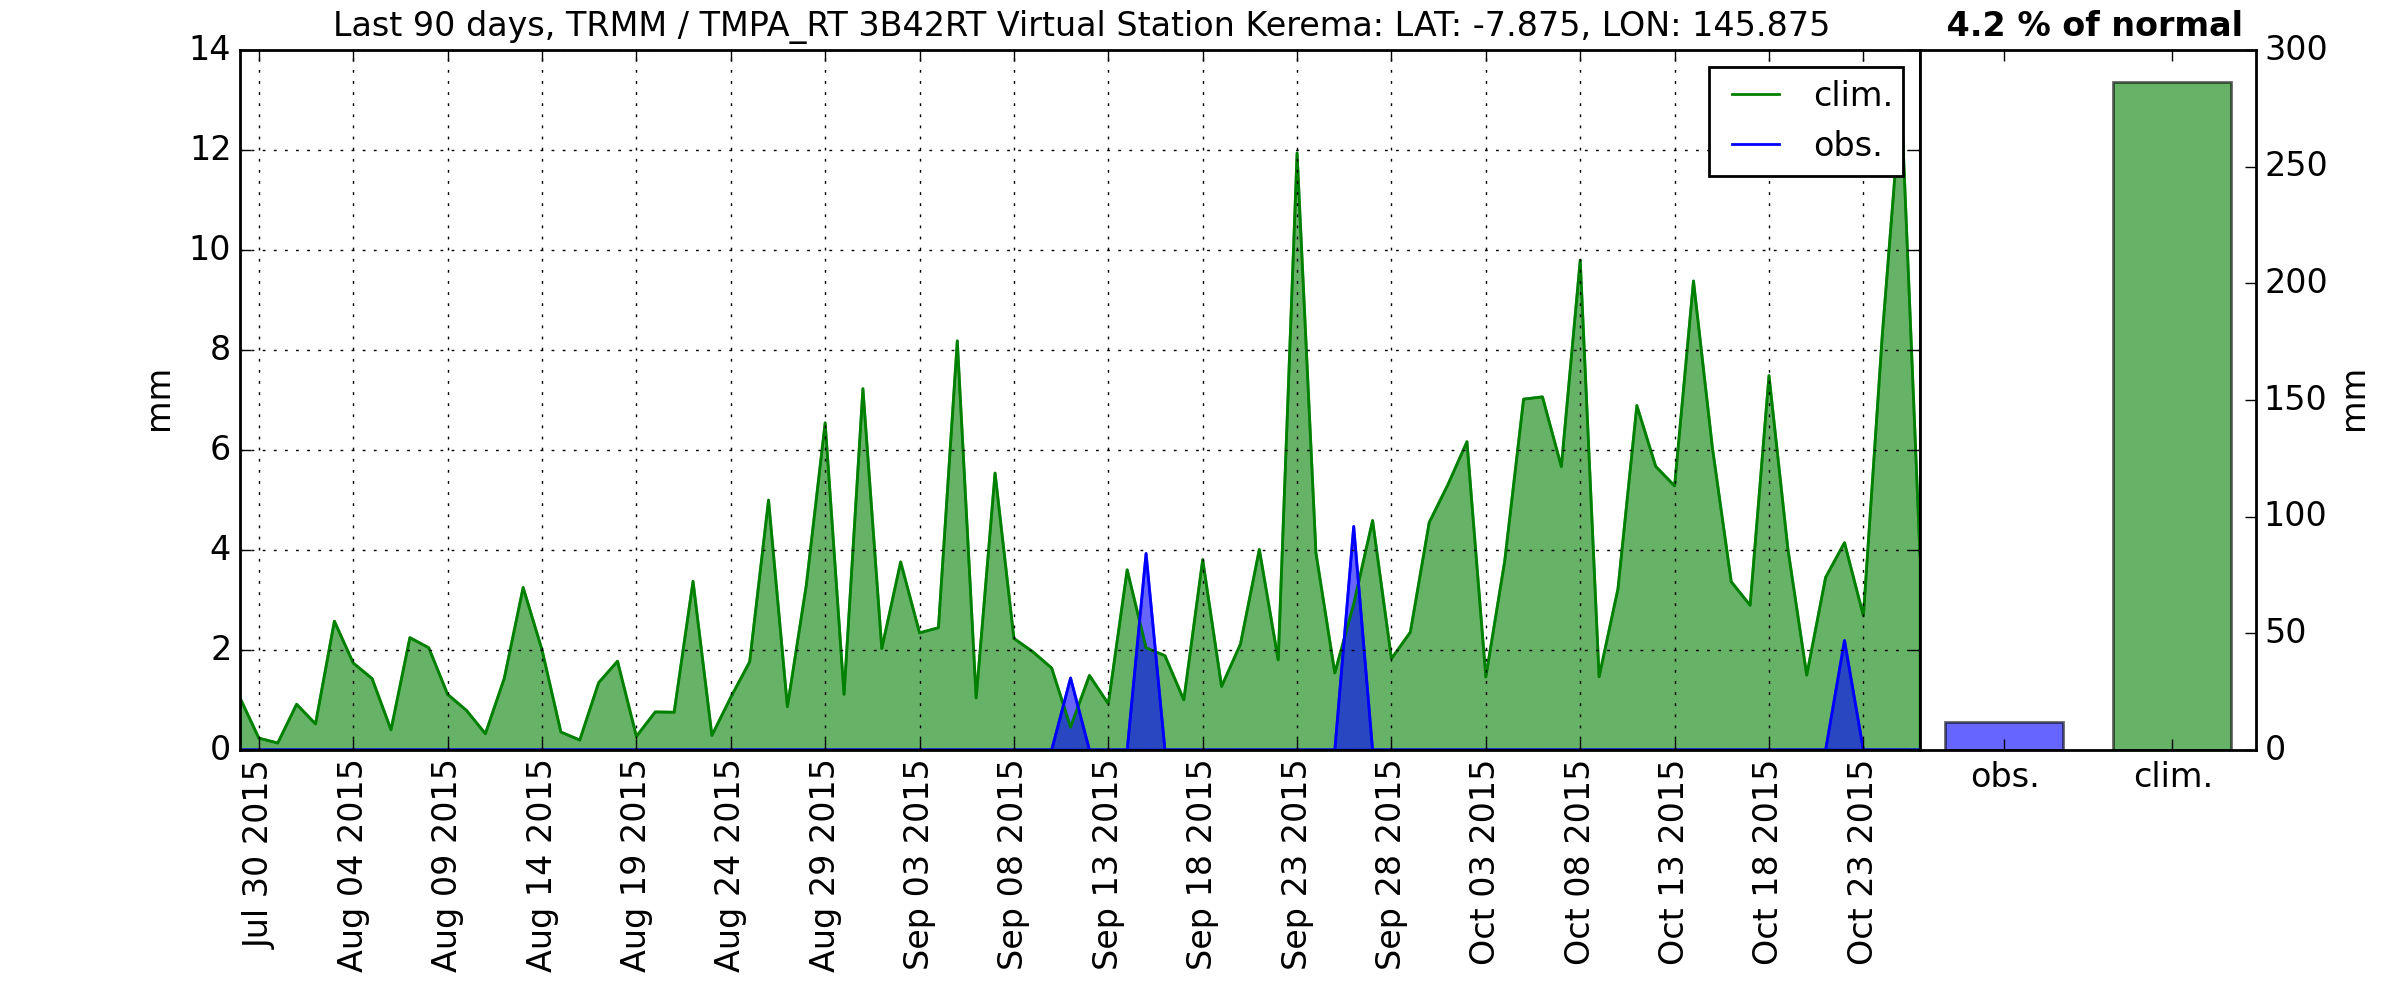 Last 90 days, TRMM / TMPA_RT 3B42RT Virtual Station Kerema: LAT: -7.875, LON: 145.875
4.2 % of normal
14
12
10
8
6
4
2
0
mm
clim.
obs.
300
250
200
150
100
50
0
mm
obs.
clim.
Jul 30 2015
Aug 04 2015
Aug 09 2015
Aug 14 2015
Aug 19 2015
Aug 24 2015
Aug 29 2015
Sep 03 2015
Sep 08 2015
Sep 13 2015
Sep 18 2015
Sep 23 2015
Sep 28 2015
Oct 03 2015
Oct 08 2015
Oct 13 2015
Oct 18 2015
Oct 23 2015